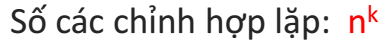 Số các chỉnh hợp lặp: nᵏ